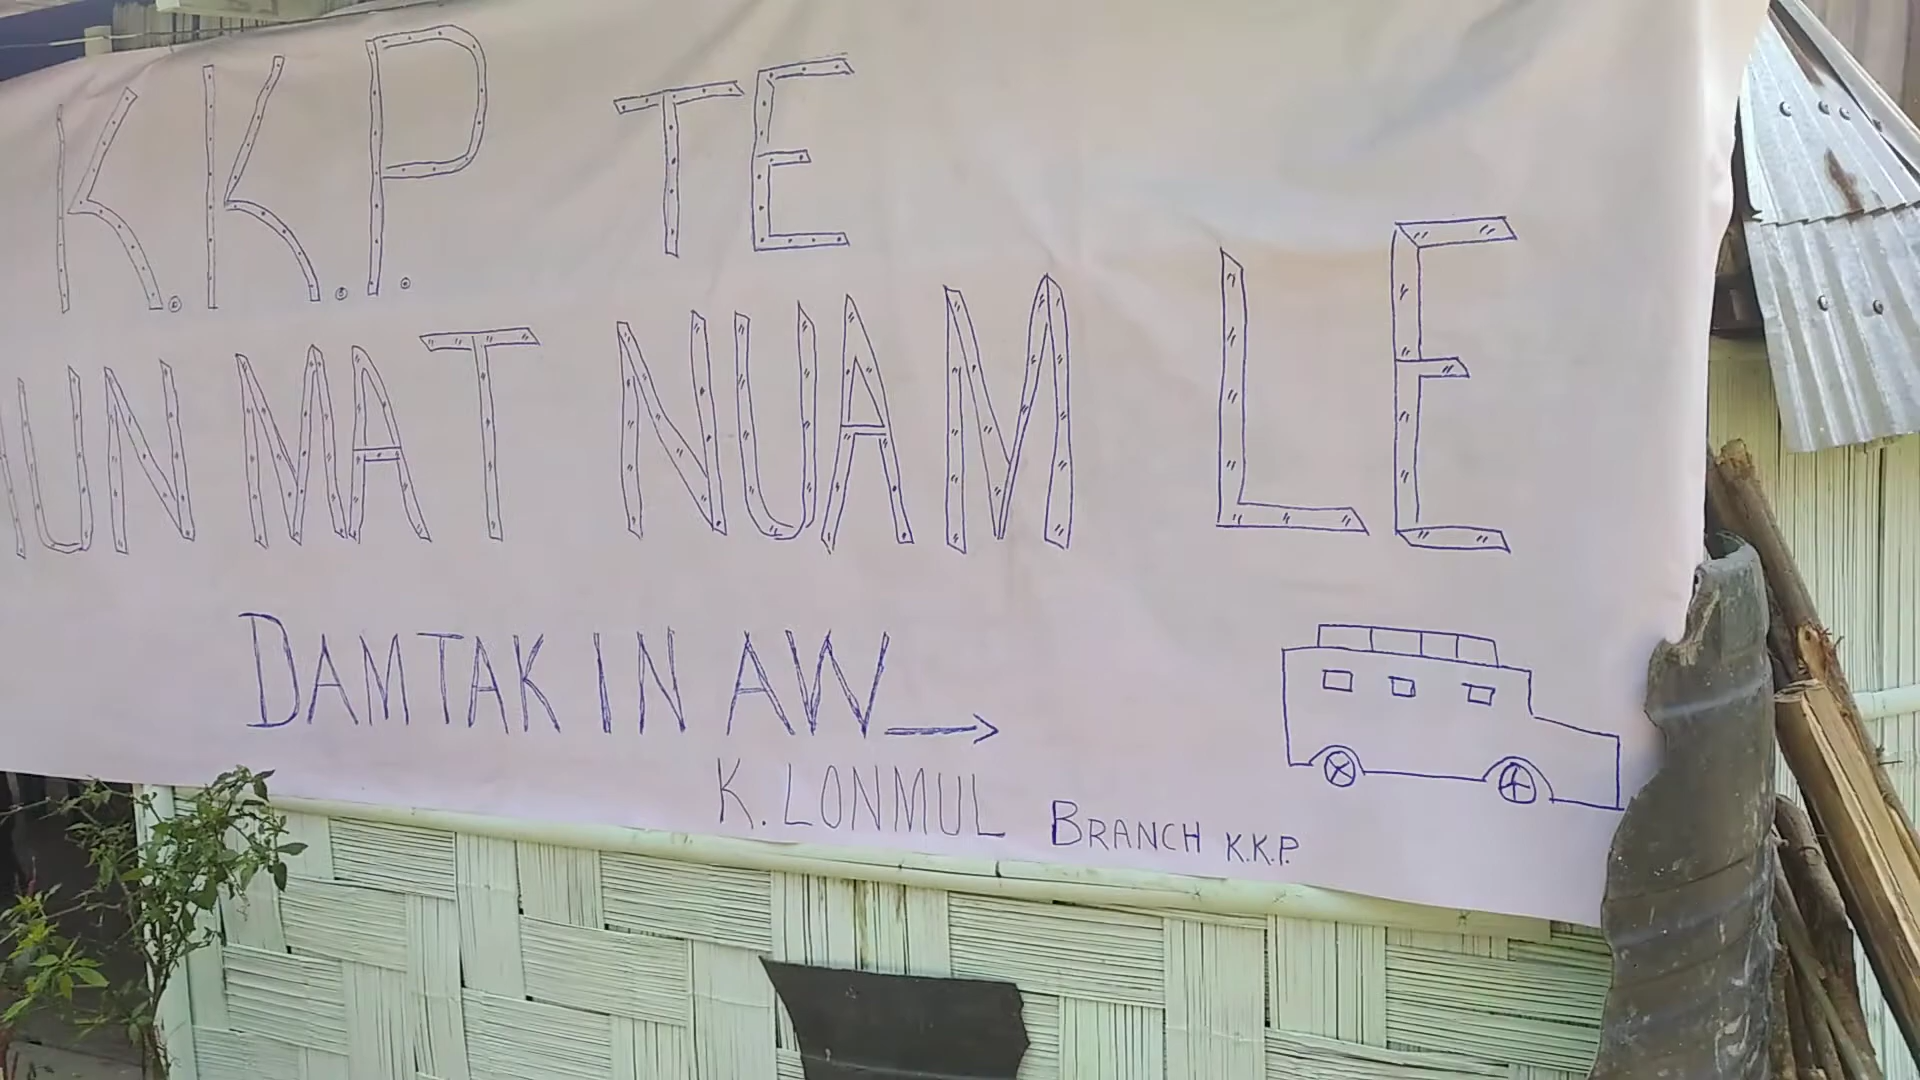 K.K.P. TE
UN MAT NUAM LE
DAMTAK IN AW
K. LONMUL BRANCH K.K.P.